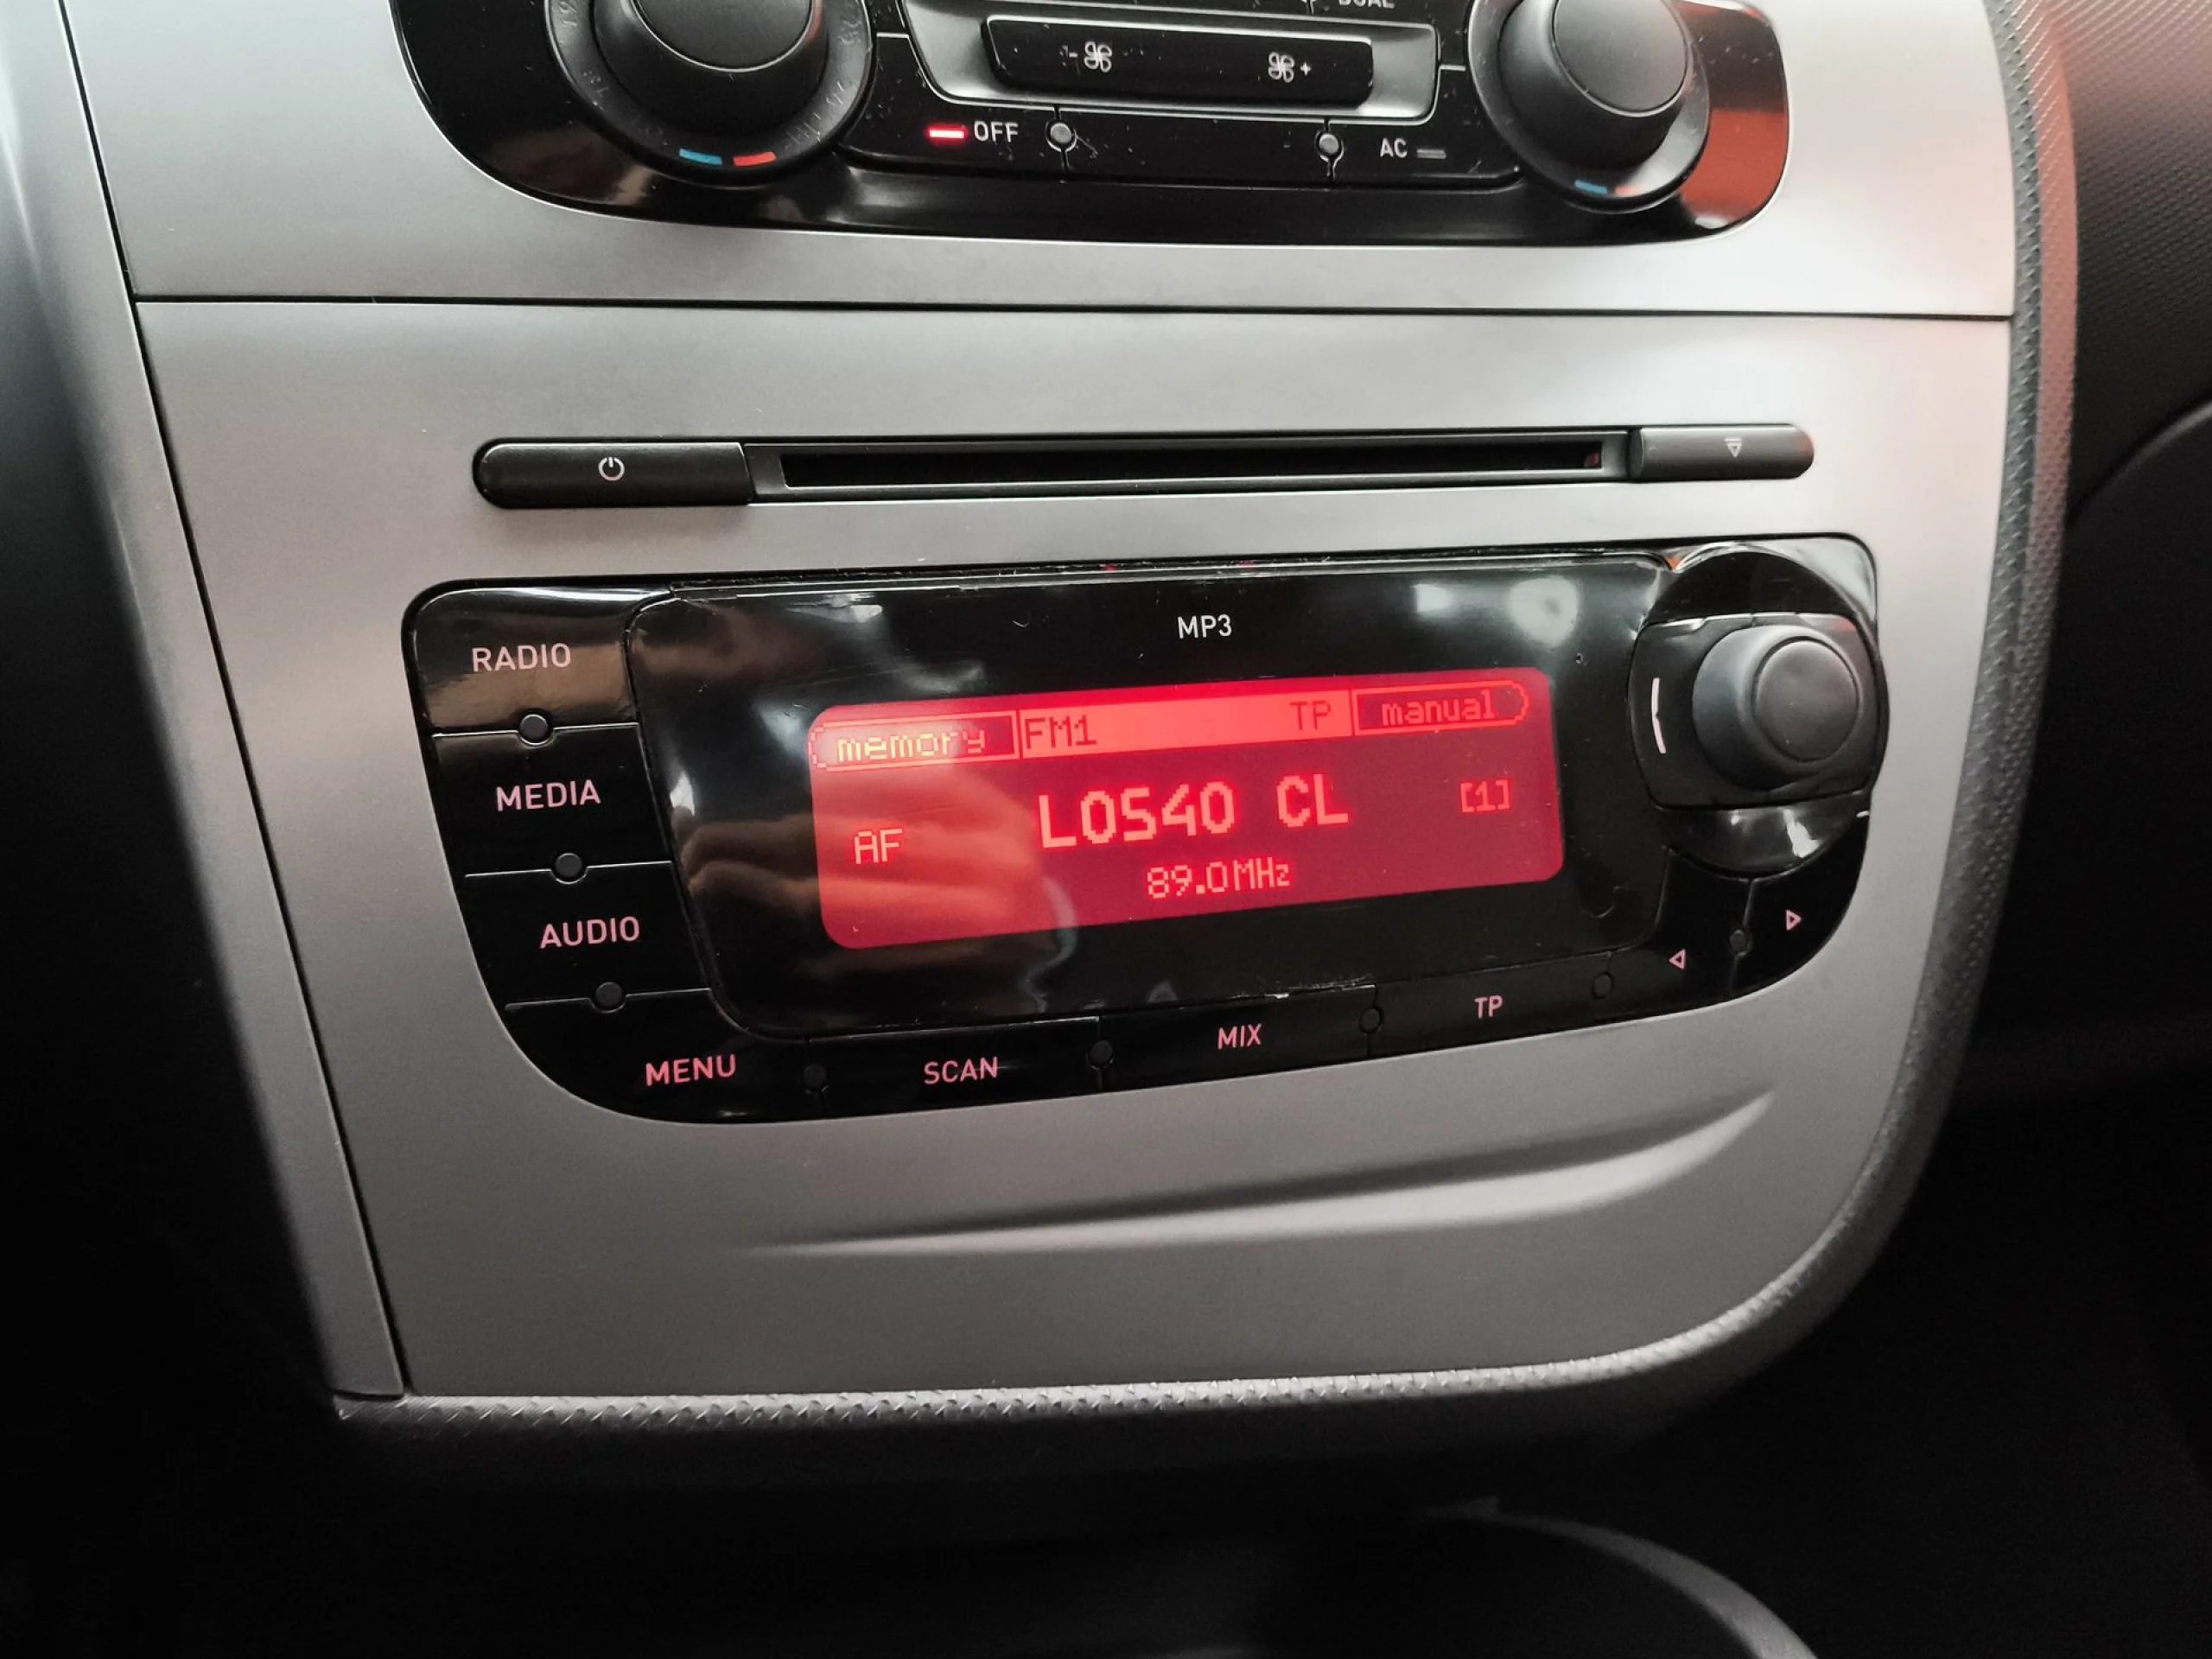 DUAL
- +
OFF
AC
RADIO
MP3
memory FM1 TP manual
MEDIA
LOS40 CL [1]
AF
89.0MHz
AUDIO
MENU SCAN MIX TP